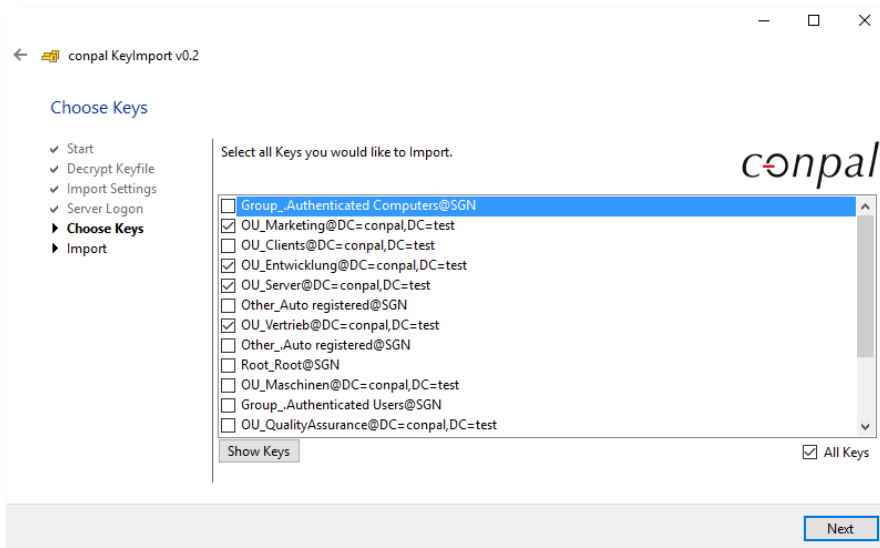 conpal KeyImport v0.2
Choose Keys
Start
Decrypt Keyfile
Import Settings
Server Logon
Choose Keys
Import
Select all Keys you would like to Import.
conpal
Group_.Authenticated Computers@SGN
OU_Marketing@DC=conpal,DC=test
OU_Clients@DC=conpal,DC=test
OU_Entwicklung@DC=conpal,DC=test
OU_Server@DC=conpal,DC=test
Other_Auto registered@SGN
OU_Vertrieb@DC=conpal,DC=test
Other_.Auto registered@SGN
Root_Root@SGN
OU_Maschinen@DC=conpal,DC=test
Group_.Authenticated Users@SGN
OU_QualityAssurance@DC=conpal,DC=test
Show Keys
All Keys
Next